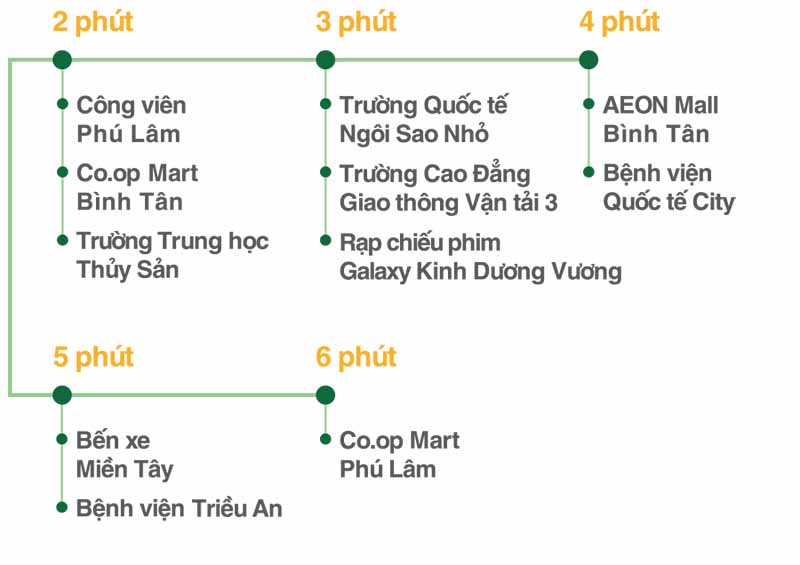 2 phút
Công viên
Phú Lâm
Co.op Mart
Bình Tân
Trường Trung học
Thủy Sản
3 phút
Trường Quốc tế
Ngôi Sao Nhỏ
Trường Cao Đẳng
Giao thông Vận tải 3
Rạp chiếu phim
Galaxy Kinh Dương Vương
4 phút
AEON Mall
Bình Tân
Bệnh viện
Quốc tế City
5 phút
Bến xe
Miền Tây
Bệnh viện Triều An
6 phút
Co.op Mart
Phú Lâm